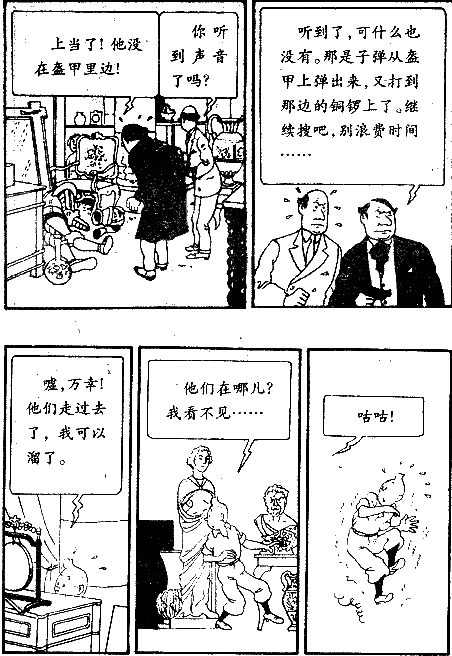 上当了！他没
在盔甲里边！
你听
到声音
了吗？
听到了，可什么也
没有。那是子弹从盔
甲上弹出来，又打到
那边的铜锣上了。继
续搜吧，别浪费时间
……
嘘，万幸！
他们走过去
了，我可以
溜了。
他们在哪儿？
我看不见……
咕咕！